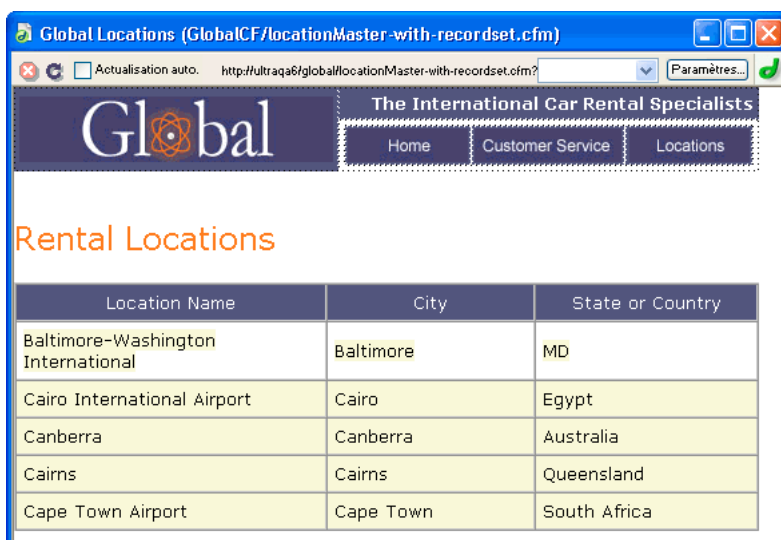 Global Locations (GlobalCF/locationMaster-with-recordset.cfm)
Actualisation auto. http://ultraqa6/global/locationMaster-with-recordset.cfm? Paramètres...
Global
The International Car Rental Specialists
Home Customer Service Locations
Rental Locations
Location Name City State or Country
Baltimore-Washington
International Baltimore MD
Cairo International Airport Cairo Egypt
Canberra Canberra Australia
Cairns Cairns Queensland
Cape Town Airport Cape Town South Africa